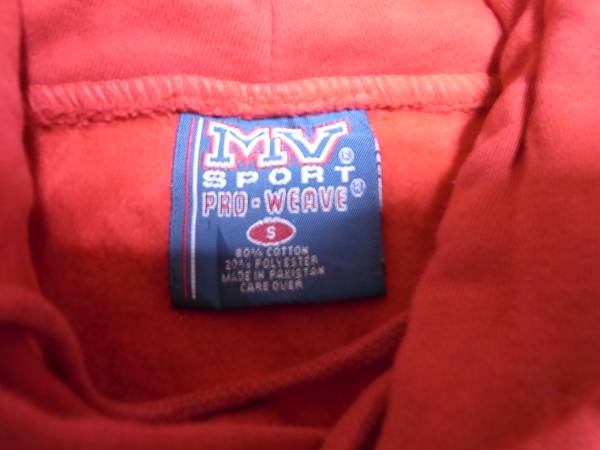 MV®
SPORT
PRO·WEAVE®
S
80% COTTON
20% POLYESTER
MADE IN PAKISTAN
CARE OVER